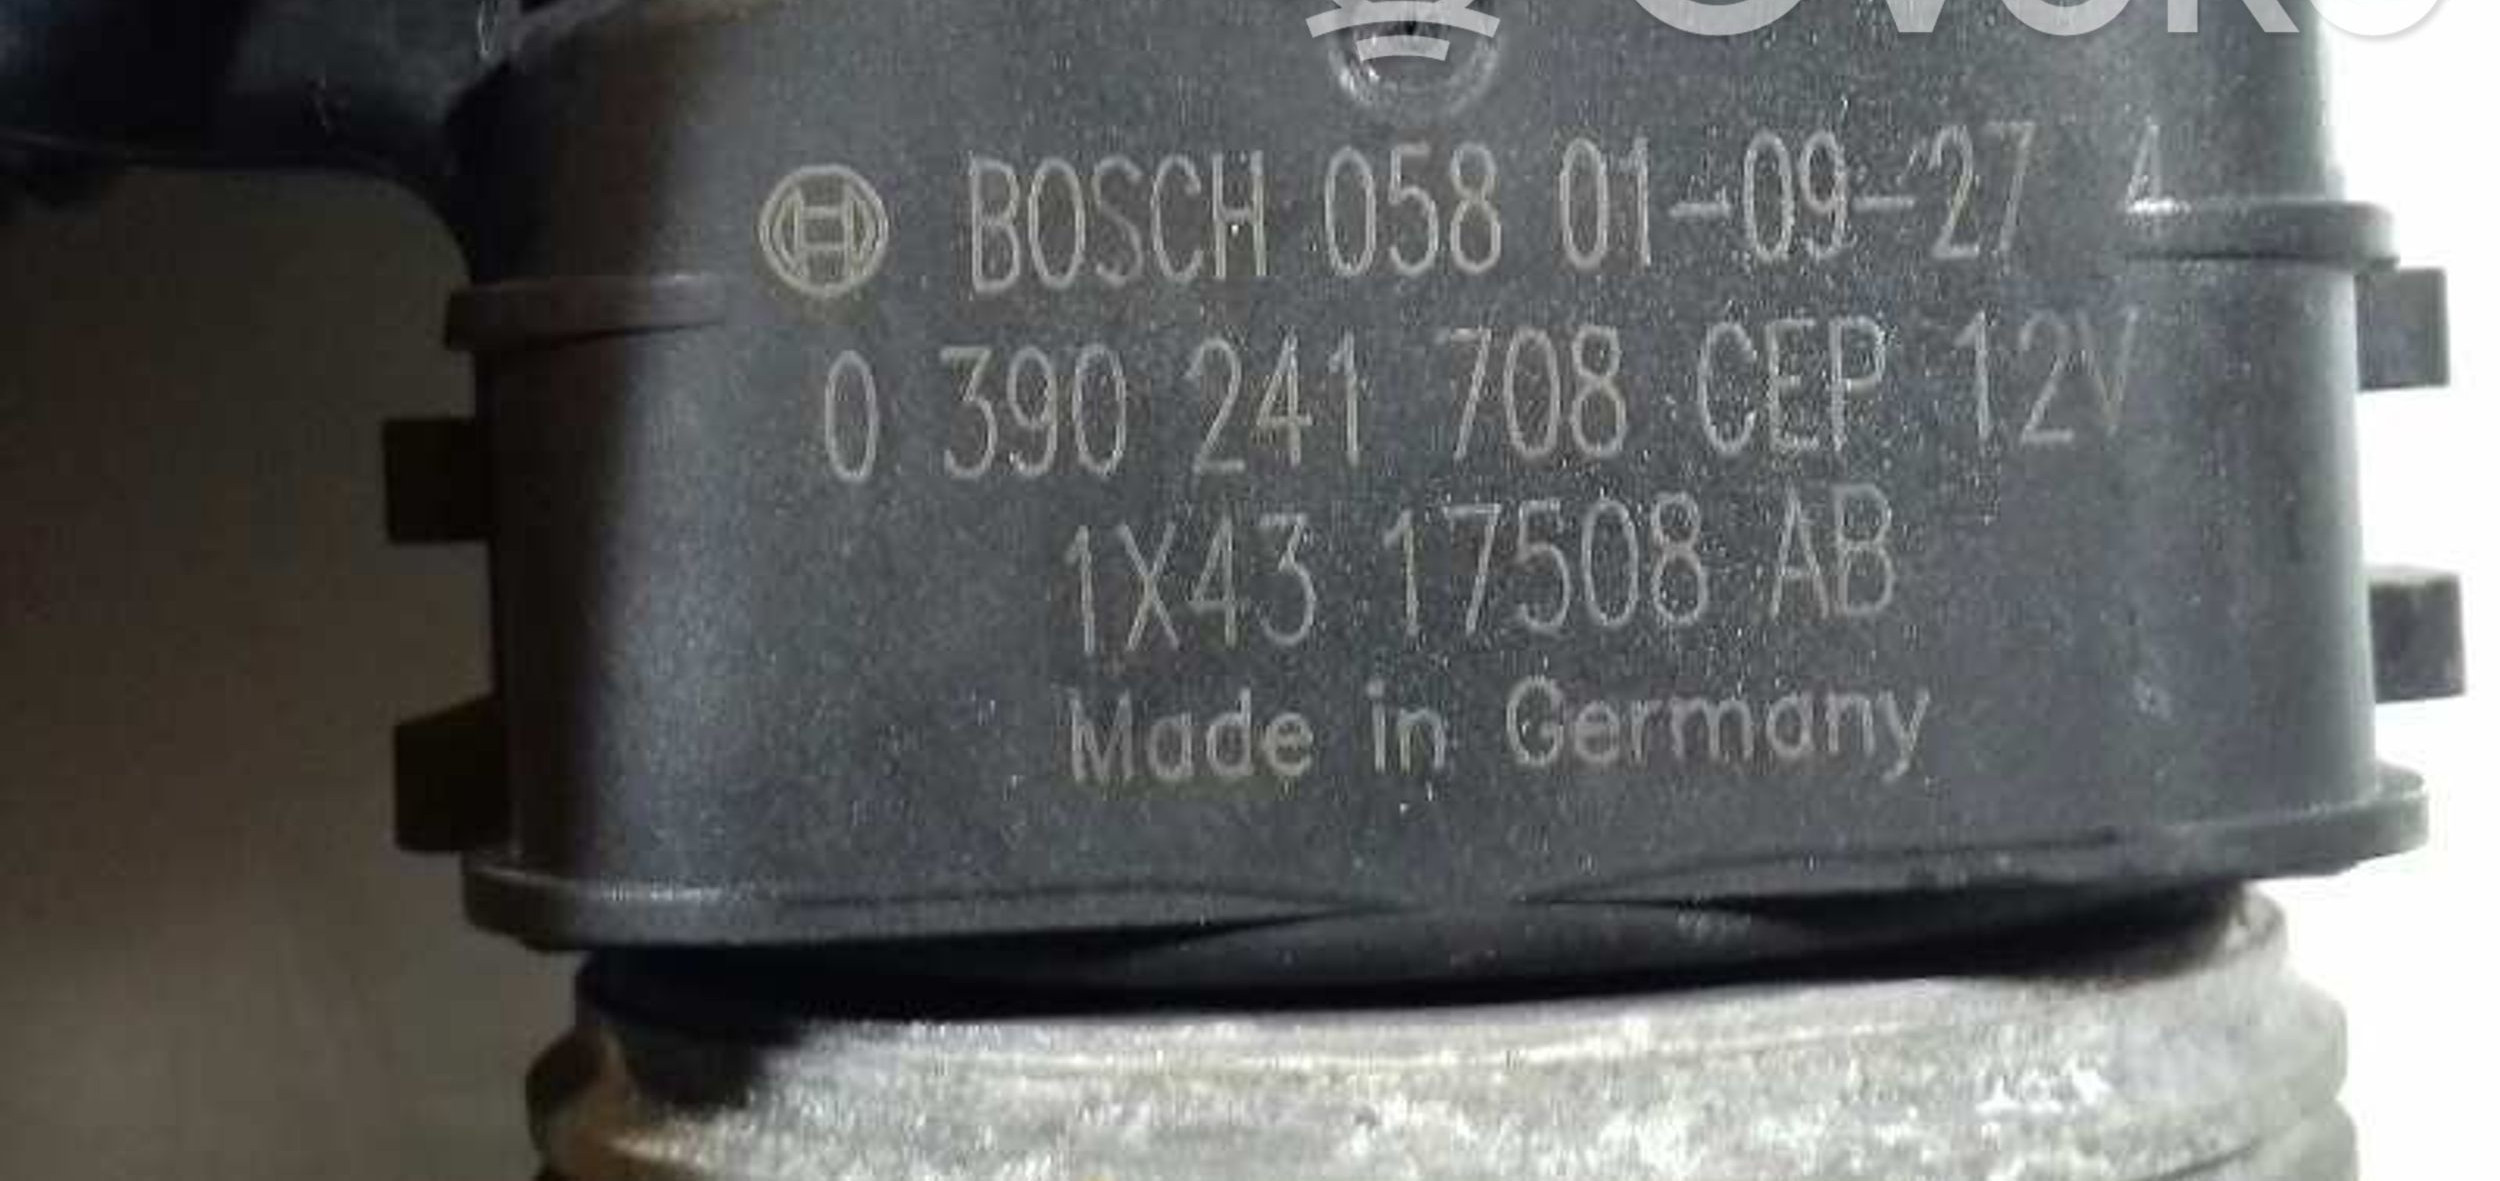 BOSCH 058 01-09-27 4
0 390 241 708 CEP 12V
1X43 17508 AB
Made in Germany